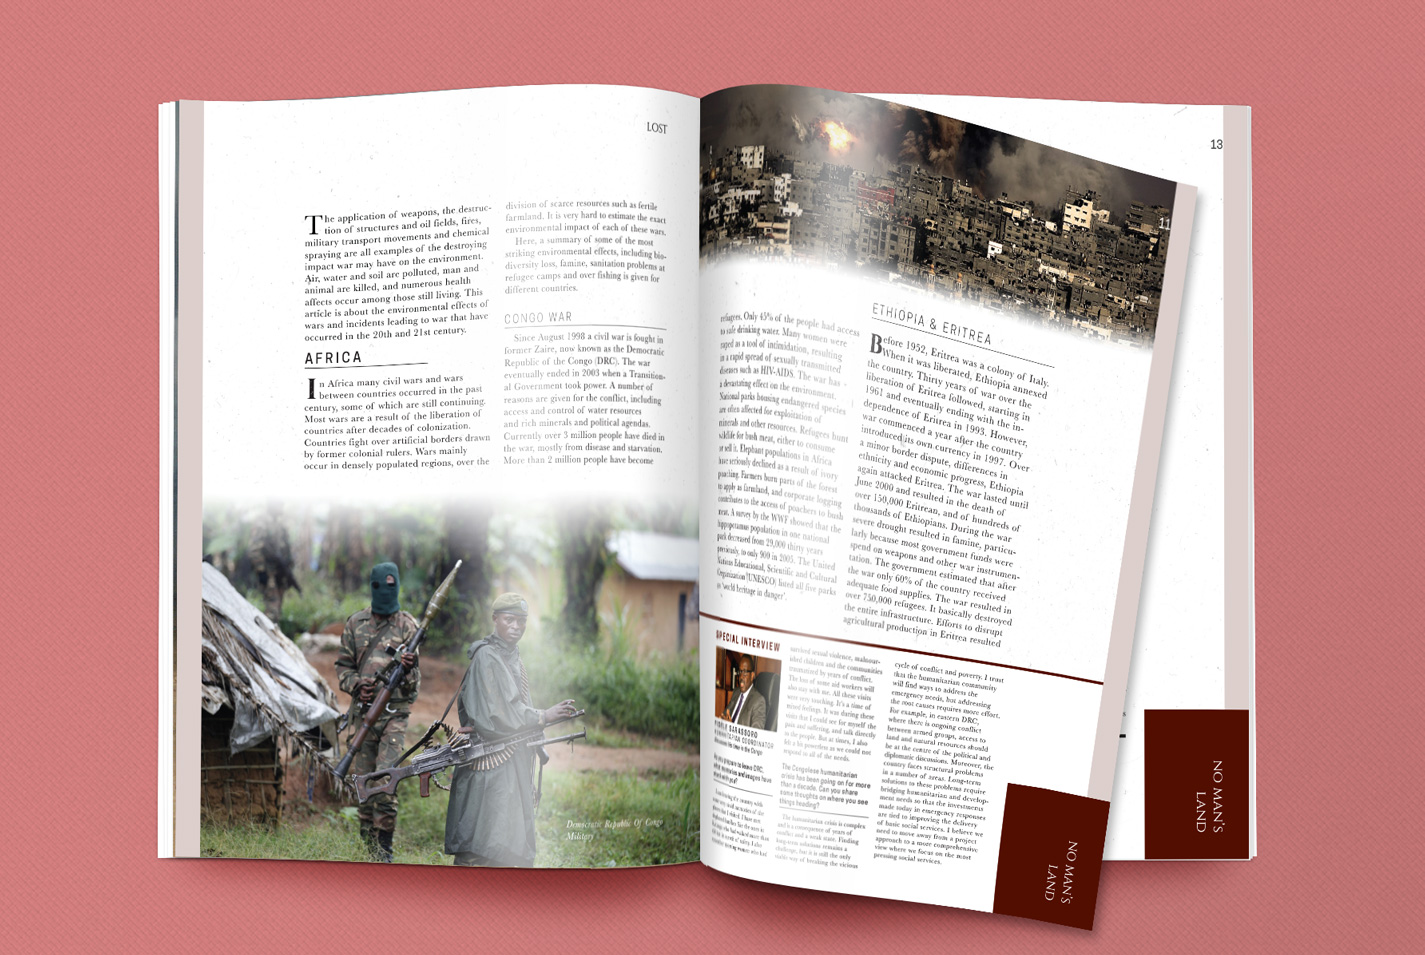 LOST
The application of weapons, the destruc-
tion of structures and oil fields, fires,
military transport movements and chemical
spraying are all examples of the destroying
impact war may have on the environment.
Air, water and soil are polluted, man and
animal are killed, and numerous health
affects occur among those still living. This
article is about the environmental effects of
wars and incidents leading to war that have
occurred in the 20th and 21st century.
AFRICA
In Africa many civil wars and wars
between countries occurred in the past
century, some of which are still continuing.
Most wars are a result of the liberation of
countries after decades of colonization.
Countries fight over artificial borders drawn
by former colonial rulers. Wars mainly
occur in densely populated regions, over the
division of scarce resources such as fertile
farmland. It is very hard to estimate the exact
environmental impact of each of these wars.
Here, a summary of some of the most
striking environmental effects, including bio-
diversity loss, famine, sanitation problems at
refugee camps and over fishing is given for
different countries.
CONGO WAR
Since August 1998 a civil war is fought in
former Zaire, now known as the Democratic
Republic of the Congo (DRC). The war
eventually ended in 2003 when a Transition-
al Government took power. A number of
reasons are given for the conflict, including
access and control of water resources
and rich minerals and political agendas.
Currently over 3 million people have died in
the war, mostly from disease and starvation.
More than 2 million people have become
Democratic Republic Of Congo
Military
11
refugees. Only 45% of the people had access
to safe drinking water. Many women were
raped as a tool of intimidation, resulting
in a rapid spread of sexually transmitted
diseases such as HIV-AIDS. The war has
a devastating effect on the environment.
National parks housing endangered species
are often affected for exploitation of
minerals and other resources. Refugees hunt
wildlife for bush meat, either to consume
or sell it. Elephant populations in Africa
have seriously declined as a result of ivory
poaching. Farmers burn parts of the forest
to apply as farmland, and corporate logging
contributes to the access of poachers to bush
meat. A survey by the WWF showed that the
hippopotamus population in one national
park decreased from 29,000 thirty years
previously, to only 900 in 2005. The United
Nations Educational, Scientific and Cultural
Organization (UNESCO) listed all five parks
as 'world heritage in danger'.
ETHIOPIA & ERITREA
Before 1952, Eritrea was a colony of Italy.
When it was liberated, Ethiopia annexed
the country. Thirty years of war over the
liberation of Eritrea followed, starting in
1961 and eventually ending with the in-
dependence of Eritrea in 1993. However,
war commenced a year after the country
introduced its own currency in 1997. Over
a minor border dispute, differences in
ethnicity and economic progress, Ethiopia
again attacked Eritrea. The war lasted until
June 2000 and resulted in the death of
over 150,000 Eritrean, and of hundreds of
thousands of Ethiopians. During the war
severe drought resulted in famine, particu-
larly because most government funds were
spend on weapons and other war instrumen-
tation. The government estimated that after
the war only 60% of the country received
adequate food supplies. The war resulted in
over 750,000 refugees. It basically destroyed
the entire infrastructure. Efforts to disrupt
agricultural production in Eritrea resulted
SPECIAL INTERVIEW
GARASSORO
COORDINATOR
survived sexual violence, malnour-
ished children and the communities
traumatized by years of conflict.
The loss of some aid workers will
also stay with me. All these visits
were very touching. It's a time of
mixed feelings. It was during these
visits that I could see for myself the
pain and suffering, and talk directly
to the people. But at times, I also
felt a bit powerless as we could not
respond to all of the needs.
The Congolese humanitarian
crisis has been going on for more
than a decade. Can you share
some thoughts on where you see
things heading?
The humanitarian crisis is complex
and is a consequence of years of
conflict and a weak state. Finding
long-term solutions remains a
challenge, but it is still the only
viable way of breaking the vicious
cycle of conflict and poverty. I trust
that the humanitarian community
will find ways to address the
emergency needs, but addressing
the root causes requires more effort.
For example, in eastern DRC,
where there is ongoing conflict
between armed groups, access to
land and natural resources should
be at the centre of the political and
diplomatic discussions. Moreover, the
country faces structural problems
in a number of areas. Long-term
solutions to these problems require
bridging humanitarian and develop-
ment needs so that the investments
made today in emergency responses
are tied to improving the delivery
of basic social services. I believe we
need to move away from a project
approach to a more comprehensive
view where we focus on the most
pressing social services.
NO MAN'S
LAND
13
NO MAN'S
LAND